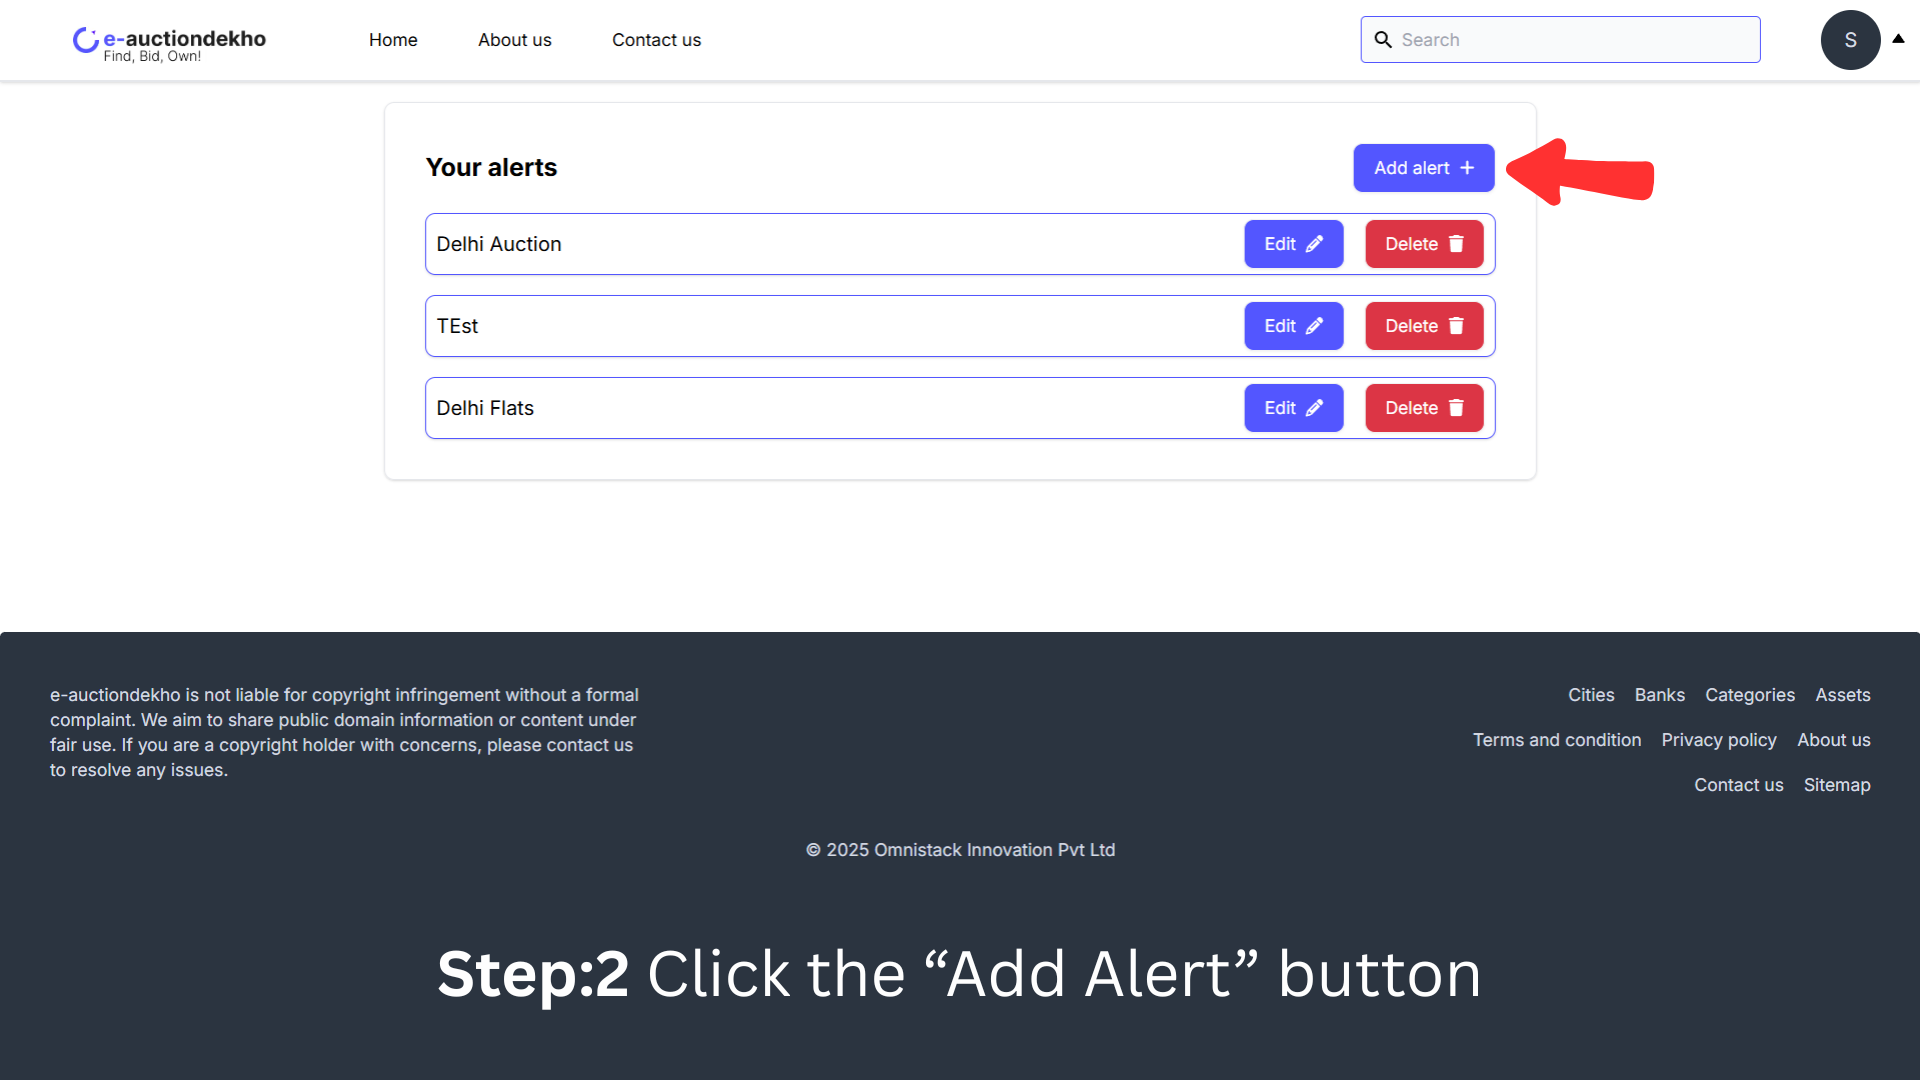 e-auctiondekho
Find, Bid, Own!
Home
About us
Contact us
Search
S
Your alerts
Add alert
Delhi Auction
Edit
Delete
TEst
Edit
Delete
Delhi Flats
Edit
Delete
e-auctiondekho is not liable for copyright infringement without a formal
complaint. We aim to share public domain information or content under
fair use. If you are a copyright holder with concerns, please contact us
to resolve any issues.
Cities Banks Categories Assets
Terms and condition Privacy policy About us
Contact us Sitemap
© 2025 Omnistack Innovation Pvt Ltd
Step:2 Click the “Add Alert” button